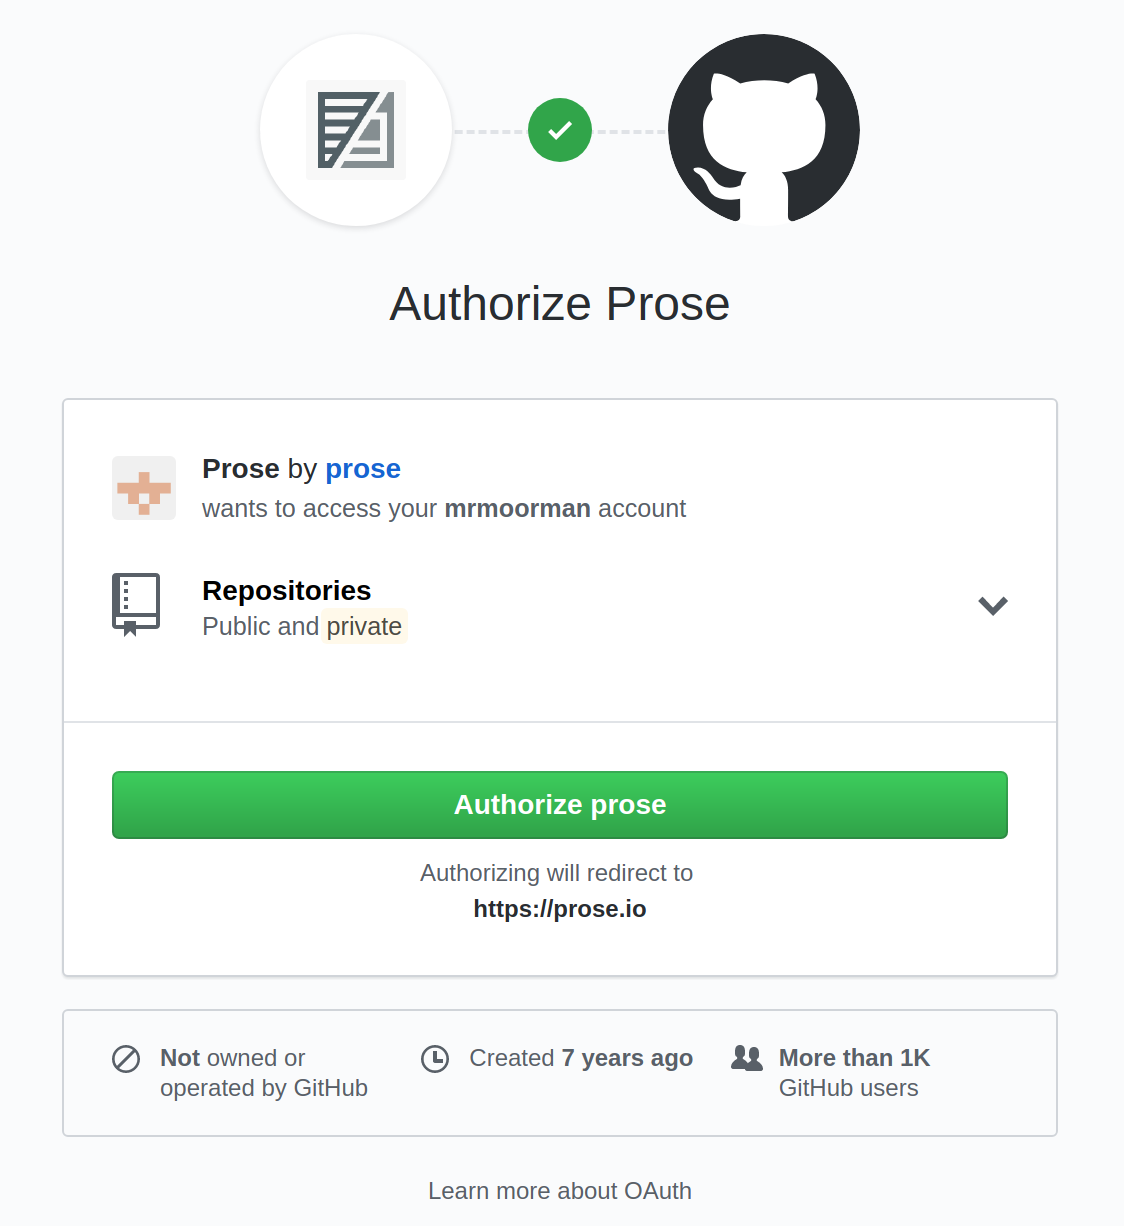 Authorize Prose
Prose by prose
wants to access your mrmoorman account
Repositories
Public and private
Authorize prose
Authorizing will redirect to
https://prose.io
Not owned or
operated by GitHub
Created 7 years ago
More than 1K
GitHub users
Learn more about OAuth